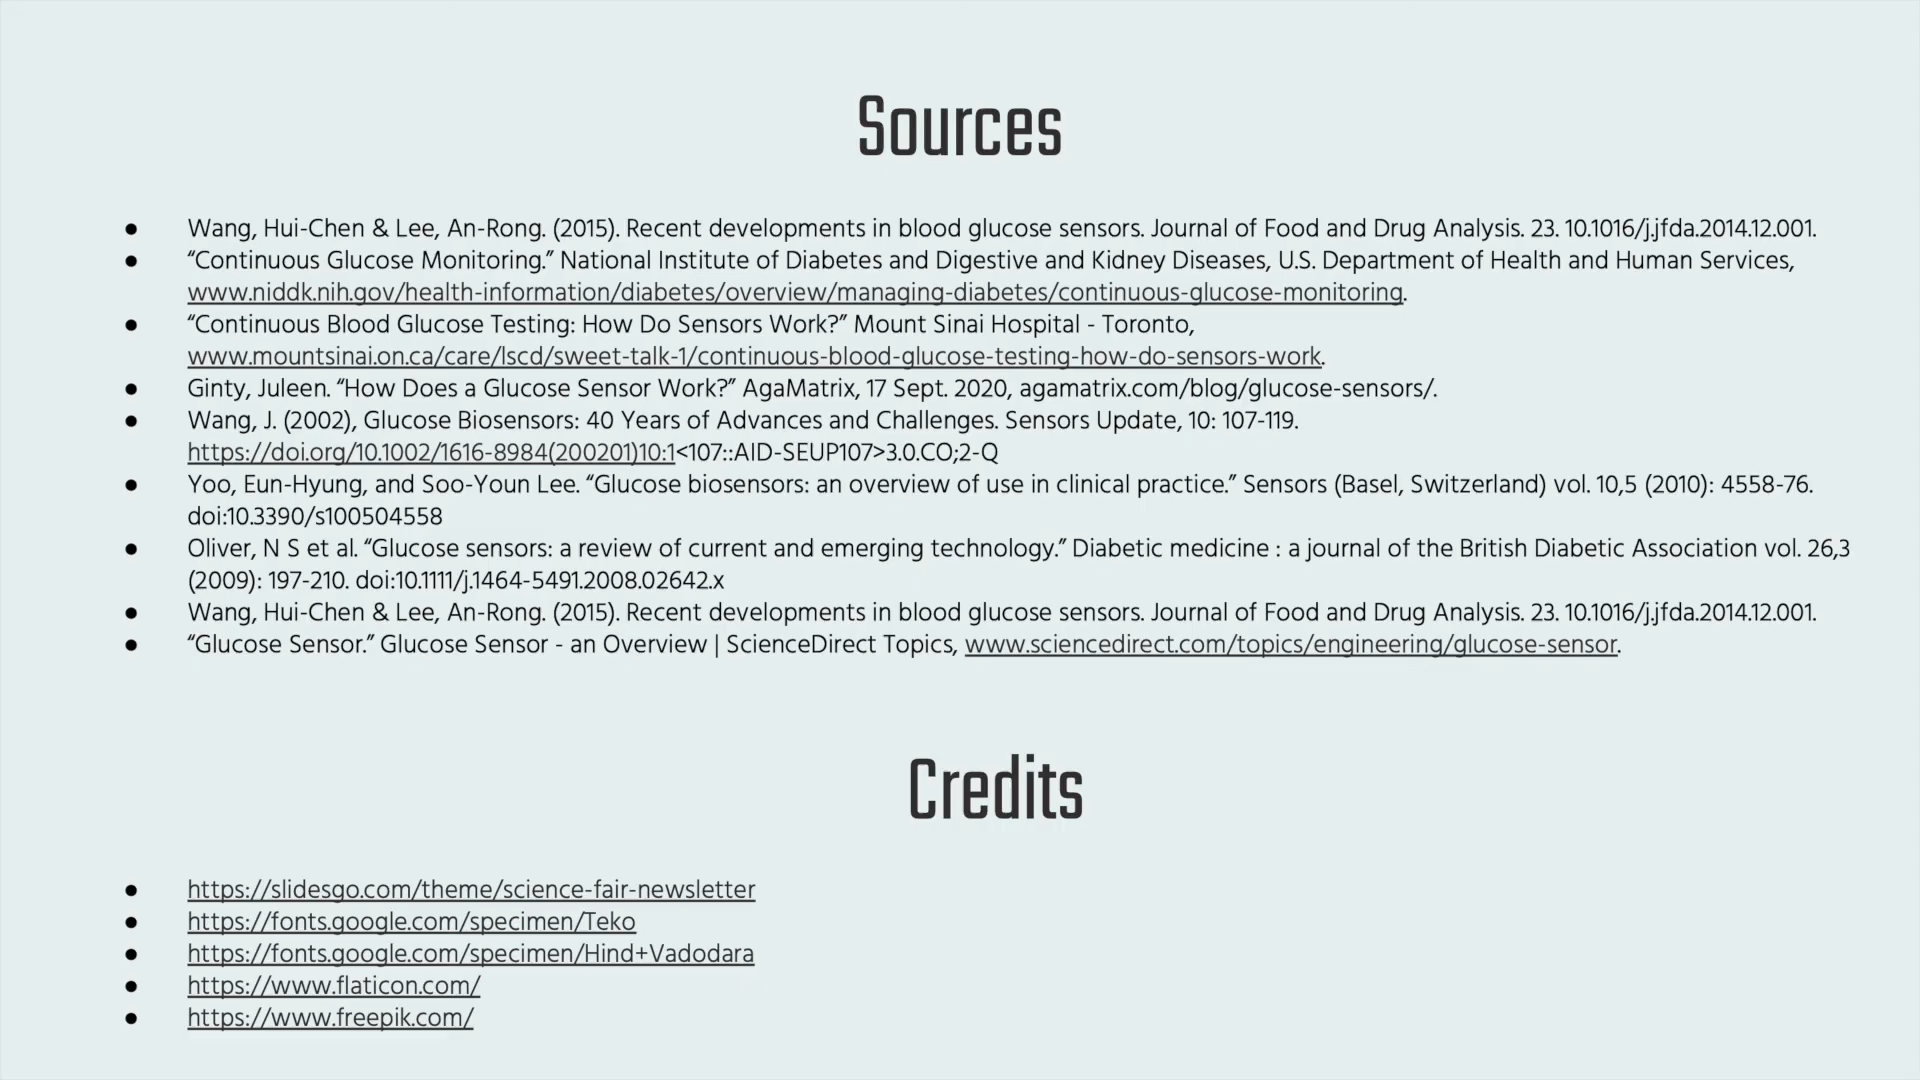 Sources
● Wang, Hui-Chen & Lee, An-Rong. (2015). Recent developments in blood glucose sensors. Journal of Food and Drug Analysis. 23. 10.1016/j.jfda.2014.12.001.
● “Continuous Glucose Monitoring.” National Institute of Diabetes and Digestive and Kidney Diseases, U.S. Department of Health and Human Services,
www.niddk.nih.gov/health-information/diabetes/overview/managing-diabetes/continuous-glucose-monitoring.
● “Continuous Blood Glucose Testing: How Do Sensors Work?” Mount Sinai Hospital - Toronto,
www.mountsinai.on.ca/care/lscd/sweet-talk-1/continuous-blood-glucose-testing-how-do-sensors-work.
● Ginty, Juleen. “How Does a Glucose Sensor Work?” AgaMatrix, 17 Sept. 2020, agamatrix.com/blog/glucose-sensors/.
● Wang, J. (2002), Glucose Biosensors: 40 Years of Advances and Challenges. Sensors Update, 10: 107-119.
https://doi.org/10.1002/1616-8984(200201)10:1<107::AID-SEUP107>3.0.CO;2-Q
● Yoo, Eun-Hyung, and Soo-Youn Lee. “Glucose biosensors: an overview of use in clinical practice.” Sensors (Basel, Switzerland) vol. 10,5 (2010): 4558-76.
doi:10.3390/s100504558
● Oliver, N S et al. “Glucose sensors: a review of current and emerging technology.” Diabetic medicine : a journal of the British Diabetic Association vol. 26,3
(2009): 197-210. doi:10.1111/j.1464-5491.2008.02642.x
● Wang, Hui-Chen & Lee, An-Rong. (2015). Recent developments in blood glucose sensors. Journal of Food and Drug Analysis. 23. 10.1016/j.jfda.2014.12.001.
● “Glucose Sensor.” Glucose Sensor - an Overview | ScienceDirect Topics, www.sciencedirect.com/topics/engineering/glucose-sensor.
Credits
● https://slidesgo.com/theme/science-fair-newsletter
● https://fonts.google.com/specimen/Teko
● https://fonts.google.com/specimen/Hind+Vadodara
● https://www.flaticon.com/
● https://www.freepik.com/